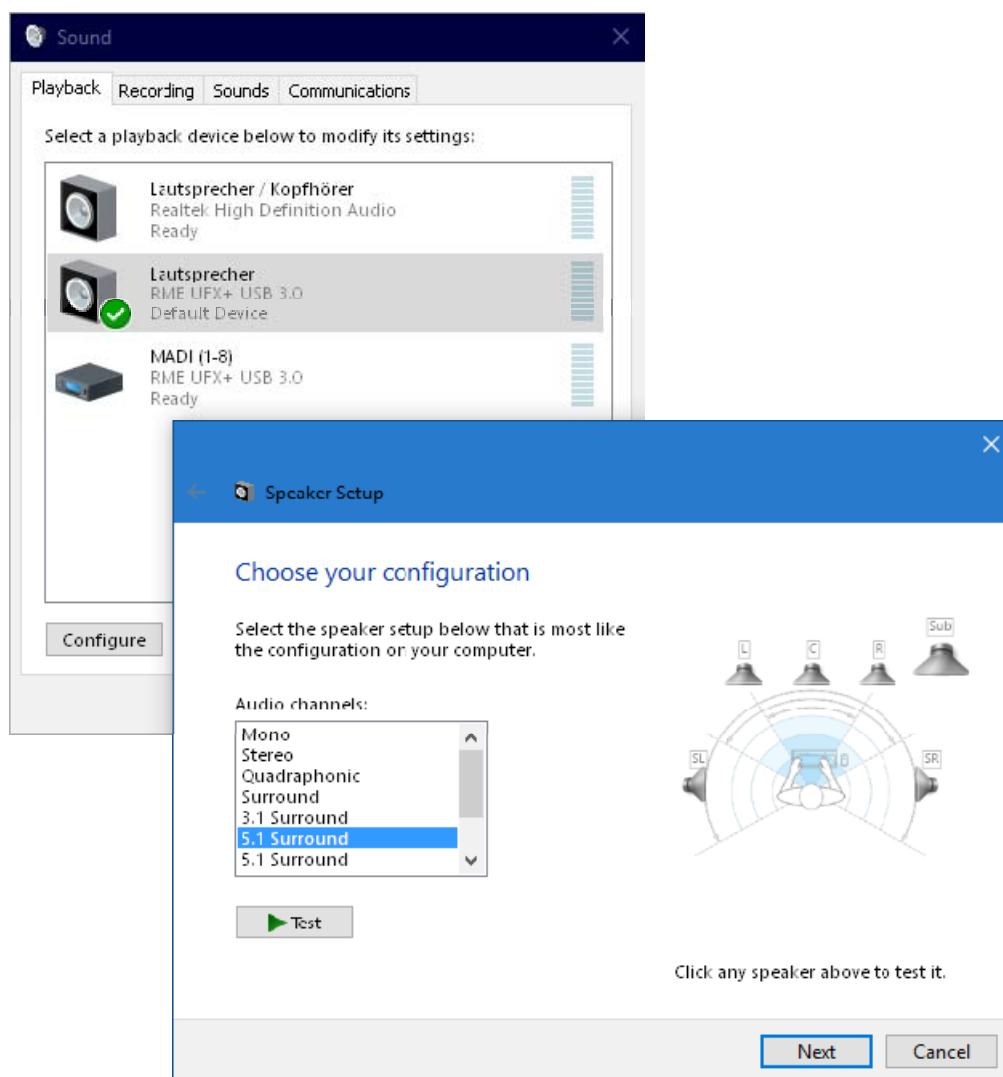 Sound
Playback Recording Sounds Communications
Select a playback device below to modify its settings:
Lautsprecher / Kopfhörer
Realtek High Definition Audio
Ready
Lautsprecher
RME UFX+ USB 3.0
Default Device
MADI (1-8)
RME UFX+ USB 3.0
Ready
Configure
Speaker Setup
Choose your configuration
Select the speaker setup below that is most like
the configuration on your computer.
Audio channels:
Mono
Stereo
Quadraphonic
Surround
3.1 Surround
5.1 Surround
5.1 Surround
Test
L C R Sub
SL SR
Click any speaker above to test it.
Next Cancel